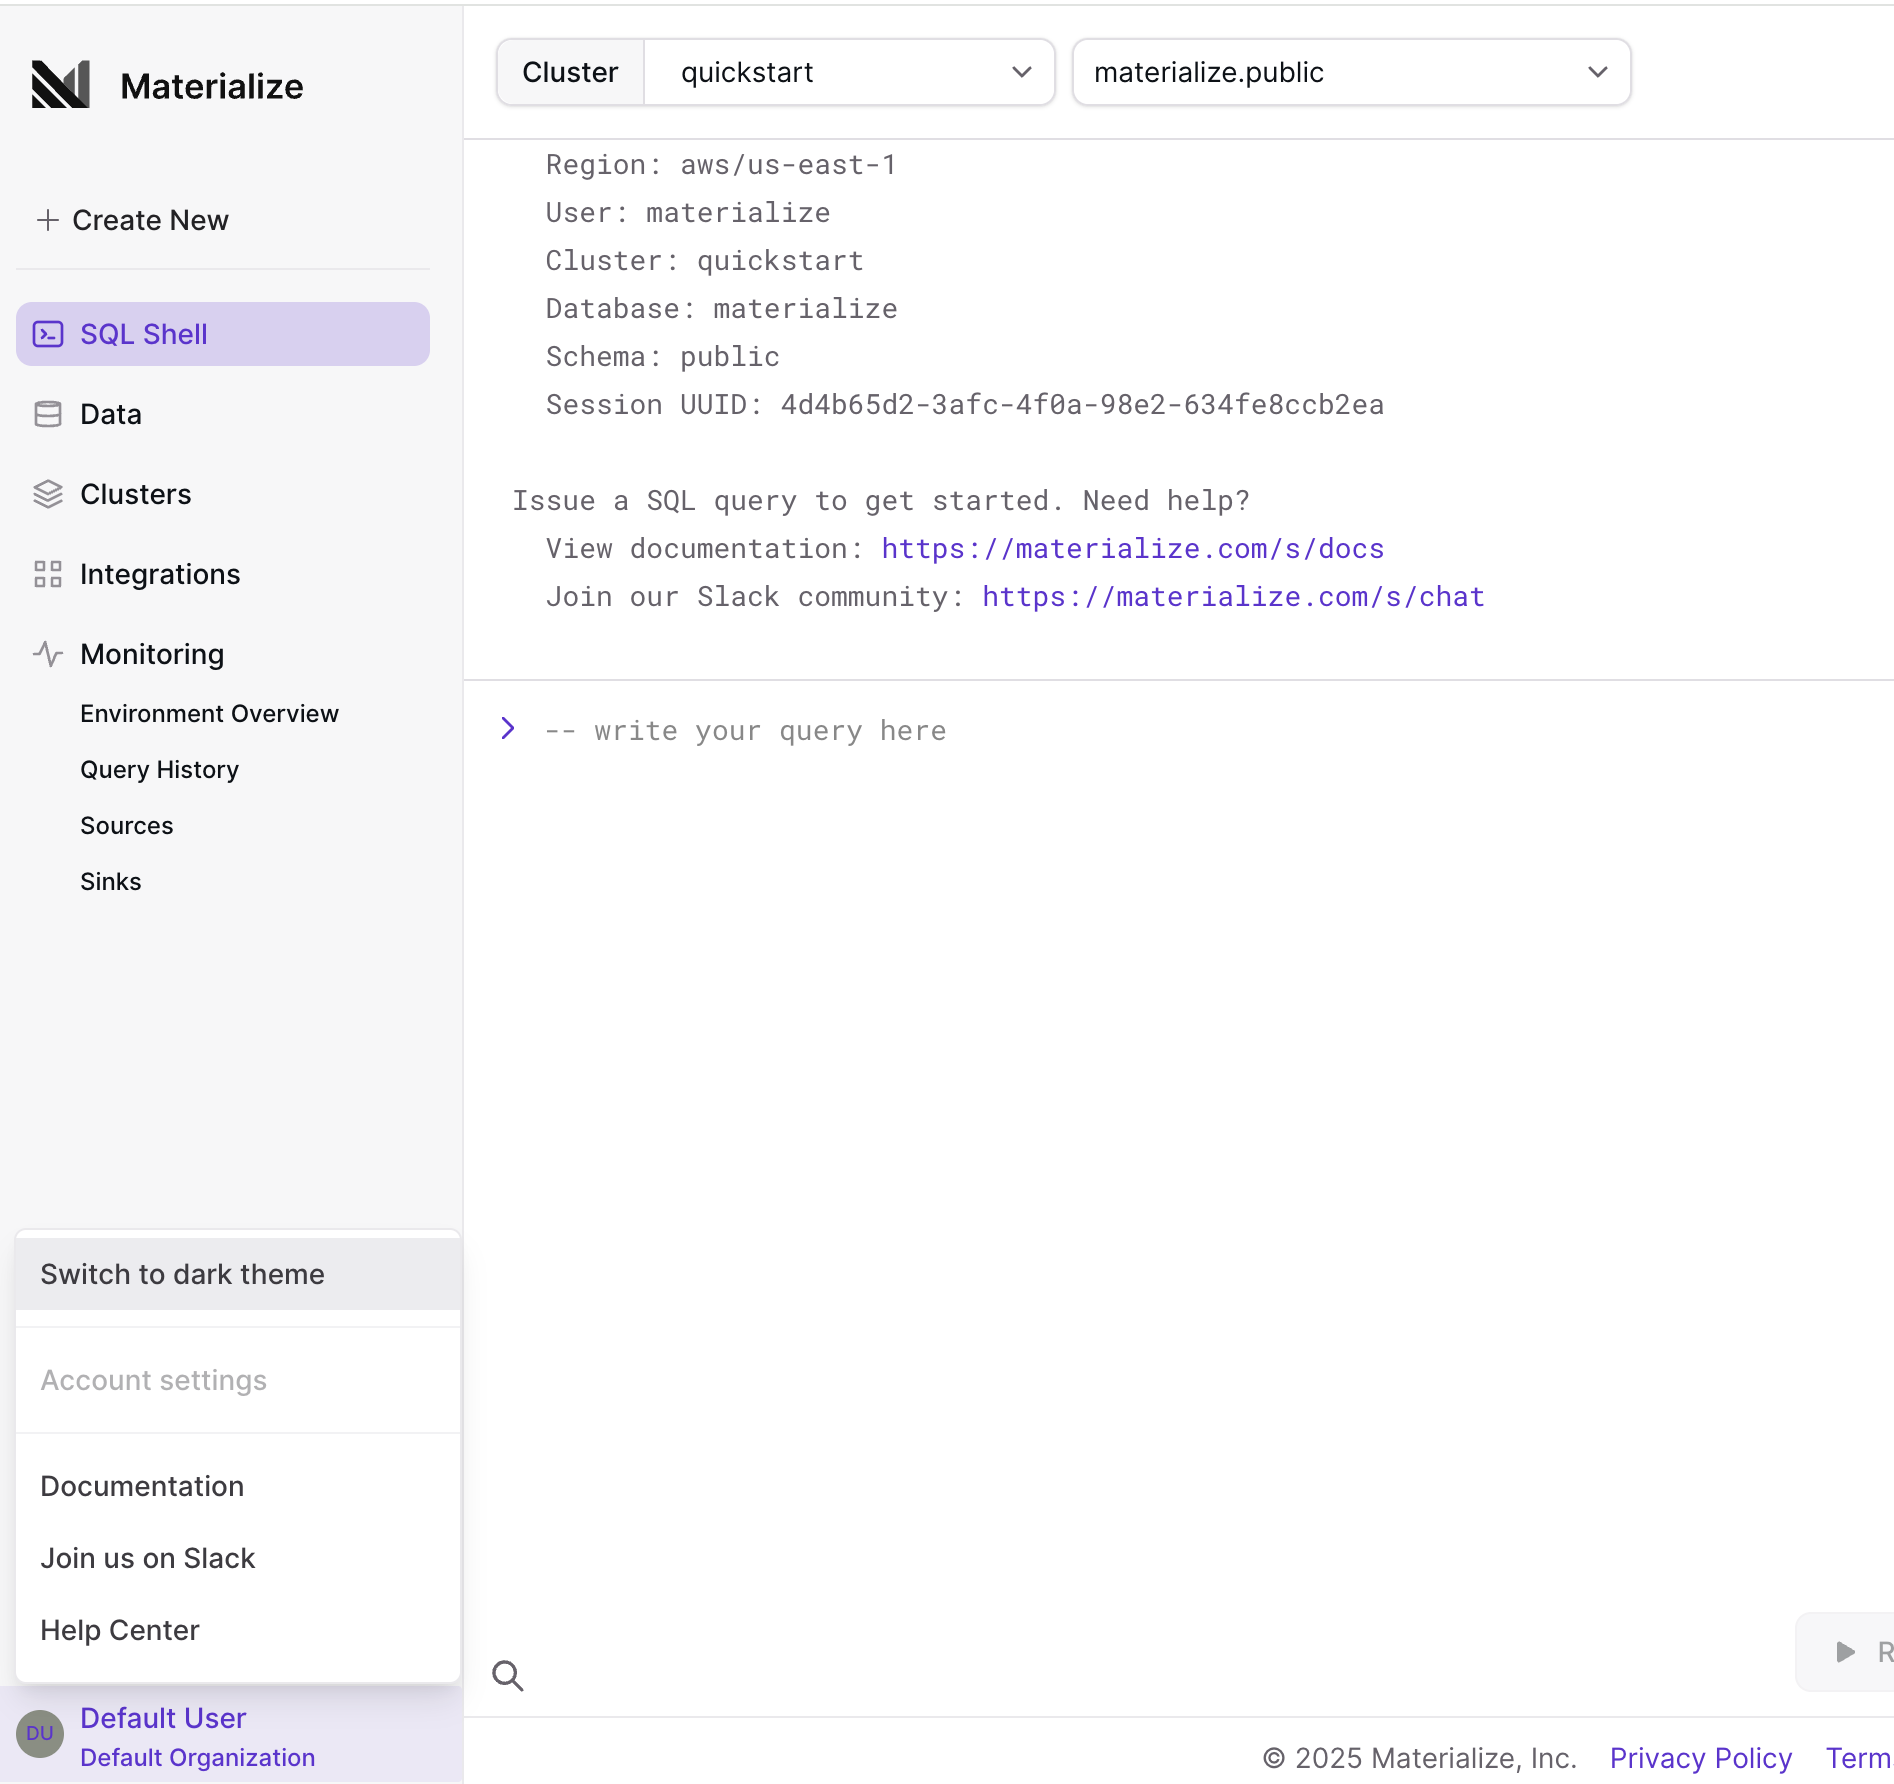 Materialize
Create New
SQL Shell
Data
Clusters
Integrations
Monitoring
Environment Overview
Query History
Sources
Sinks
Switch to dark theme
Account settings
Documentation
Join us on Slack
Help Center
DU
Default User
Default Organization
Cluster quickstart materialize.public
Region: aws/us-east-1
User: materialize
Cluster: quickstart
Database: materialize
Schema: public
Session UUID: 4d4b65d2-3afc-4f0a-98e2-634fe8ccb2ea
Issue a SQL query to get started. Need help?
View documentation: https://materialize.com/s/docs
Join our Slack community: https://materialize.com/s/chat
-- write your query here
© 2025 Materialize, Inc. Privacy Policy